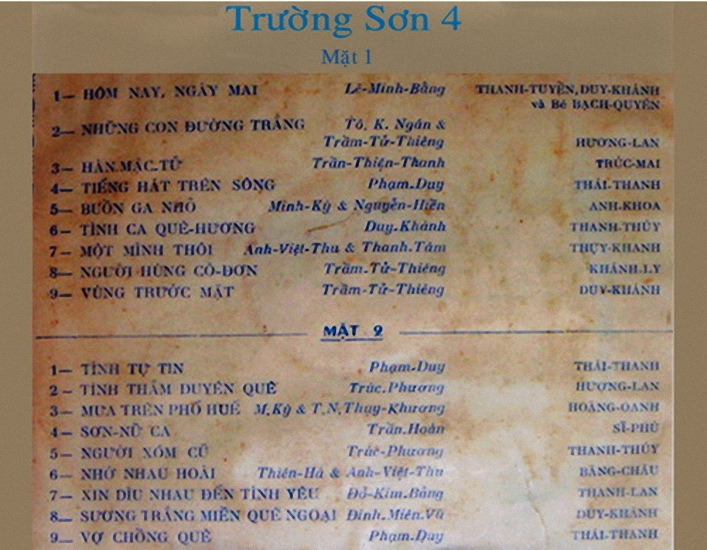 Trường Sơn 4
Mặt 1
1— HÔM NAY, NGÀY MAI Lê-Minh-Bằng THANH-TUYỀN, DUY-KHÁNH
và Bé BẠCH-QUYÊN
2— NHỮNG CON ĐƯỜNG TRẮNG Tô. K. Ngân &
Trầm-Tử-Thiêng HƯƠNG-LAN
3— HÀN.MẶC.TỬ Trần-Thiện-Thanh TRÚC-MAI
4— TIẾNG HÁT TRÊN SÔNG Phạm.Duy THÁI-THANH
5— BUỒN GA NHỎ Minh-Kỳ & Nguyễn-Hiền ANH-KHOA
6— TÌNH CA QUÊ-HƯƠNG Duy.Khánh THANH-THÚY
7— MỘT MÌNH THÔI Anh-Việt-Thu & Thanh.Tâm THỤY-KHANH
8— NGƯỜI HÙNG CÔ-ĐƠN Trầm.Tử-Thiêng KHÁNH-LY
9— VÙNG TRƯỚC MẶT Trầm-Tử-Thiêng DUY-KHÁNH
MẶT 2
1— TÌNH TỰ TIN Phạm.Duy THÁI-THANH
2 — TÌNH THẮM DUYÊN QUÊ Trúc.Phương HƯƠNG-LAN
3— MƯA TRÊN PHỐ HUẾ M.Kỳ & T.N.Thụy-Khương HOÀNG-OANH
4— SƠN-NỮ CA Trần.Hoàn SĨ-PHÚ
5— NGƯỜI XÓM CŨ Trúc-Phương THANH-THÚY
6— NHỚ NHAU HOÀI Thiên-Hà & Anh-Việt-Thu BĂNG-CHÂU
7— XIN DÌU NHAU ĐẾN TÌNH YÊU Đỗ-Kim.Bảng THANH-LAN
8— SƯƠNG TRẮNG MIỀN QUÊ NGOẠI Đinh.Miên.Vũ DUY-KHÁNH
9— VỢ CHỒNG QUÊ Phạm.Duy THÁI-THANH